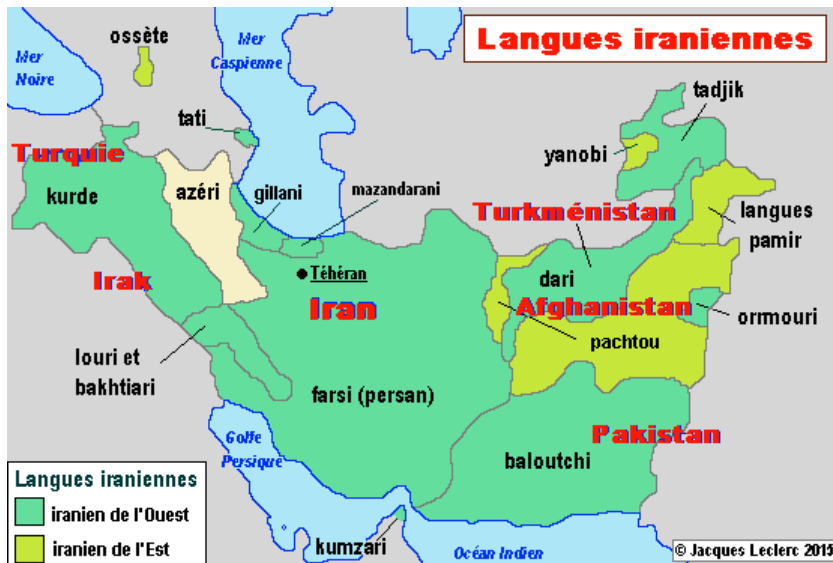 Langues iraniennes
ossète
Mer
Noire
Mer
Caspienne
tadjik
tati
yanobi
Turquie
kurde
azéri
gillani
mazandarani
Turkménistan
langues
pamir
Irak
Téhéran
Iran
dari
Afghanistan
ormouri
pachtou
louri et
bakhtiari
farsi (persan)
Golfe
Persique
Pakistan
baloutchi
Langues iraniennes
iranien de l'Ouest
iranien de l'Est
kumzari
Océan Indien
© Jacques Leclerc 2015